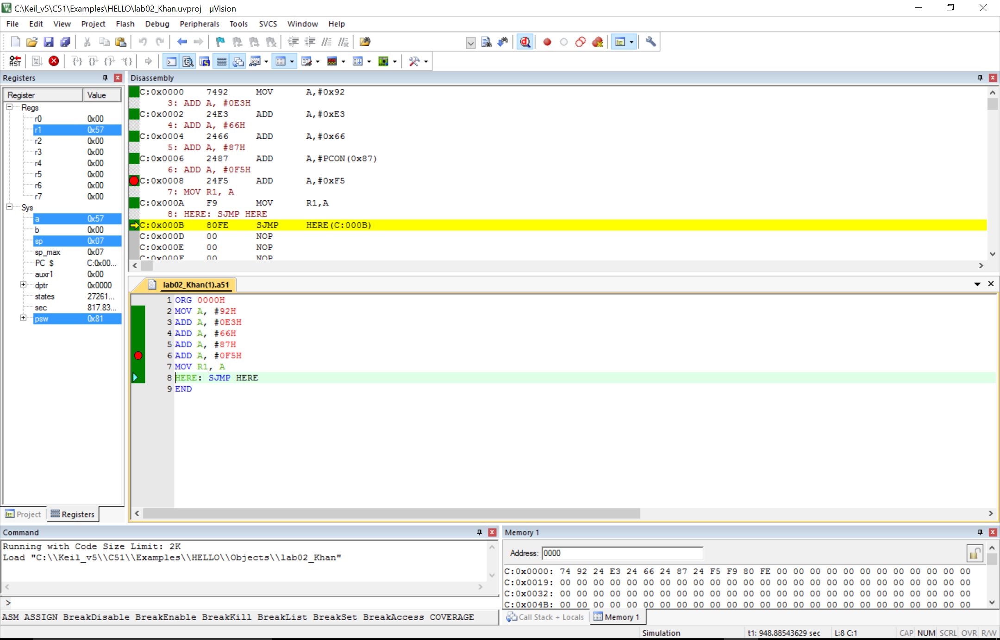 C:\Keil_v5\C51\Examples\HELLO\lab02_Khan.uvproj - µVision
File Edit View Project Flash Debug Peripherals Tools SVCS Window Help
RST
Registers
Register Value
Regs
r0 0x00
r1 0x57
r2 0x00
r3 0x00
r4 0x00
r5 0x00
r6 0x00
r7 0x00
Sys
a 0x57
b 0x00
sp 0x07
sp_max 0x07
PC $ C:0x00...
auxr1 0x00
dptr 0x0000
states 27261...
sec 817.83...
psw 0x81
Project Registers
Disassembly
C:0x0000 7492 MOV A,#0x92
3: ADD A, #0E3H
C:0x0002 24E3 ADD A,#0xE3
4: ADD A, #66H
C:0x0004 2466 ADD A,#0x66
5: ADD A, #87H
C:0x0006 2487 ADD A,#PCON(0x87)
6: ADD A, #0F5H
C:0x0008 24F5 ADD A,#0xF5
7: MOV R1, A
C:0x000A F9 MOV R1,A
8: HERE: SJMP HERE
C:0x000B 80FE SJMP HERE(C:000B)
C:0x000D 00 NOP
C:0x000E 00 NOP
C:0x000F 00 NOP
lab02_Khan(1).a51
1 ORG 0000H
2 MOV A, #92H
3 ADD A, #0E3H
4 ADD A, #66H
5 ADD A, #87H
6 ADD A, #0F5H
7 MOV R1, A
8 HERE: SJMP HERE
9 END
Command
Running with Code Size Limit: 2K
Load "C:\\Keil_v5\\C51\\Examples\\HELLO\\Objects\\lab02_Khan"
>
ASM ASSIGN BreakDisable BreakEnable BreakKill BreakList BreakSet BreakAccess COVERAGE
Memory 1
Address: 0000
C:0x0000: 74 92 24 E3 24 66 24 87 24 F5 F9 80 FE 00 00 00 00 00 00 00 00 00 00 00 00
C:0x0019: 00 00 00 00 00 00 00 00 00 00 00 00 00 00 00 00 00 00 00 00 00 00 00 00 00
C:0x0032: 00 00 00 00 00 00 00 00 00 00 00 00 00 00 00 00 00 00 00 00 00 00 00 00 00
C:0x004B: 00 00 00 00 00 00 00 00 00 00 00 00 00 00 00 00 00 00 00 00 00 00 00 00 00
Call Stack + Locals Memory 1
Simulation t1: 948.88543629 sec L:8 C:1 CAP NUM SCRL OVR R/W